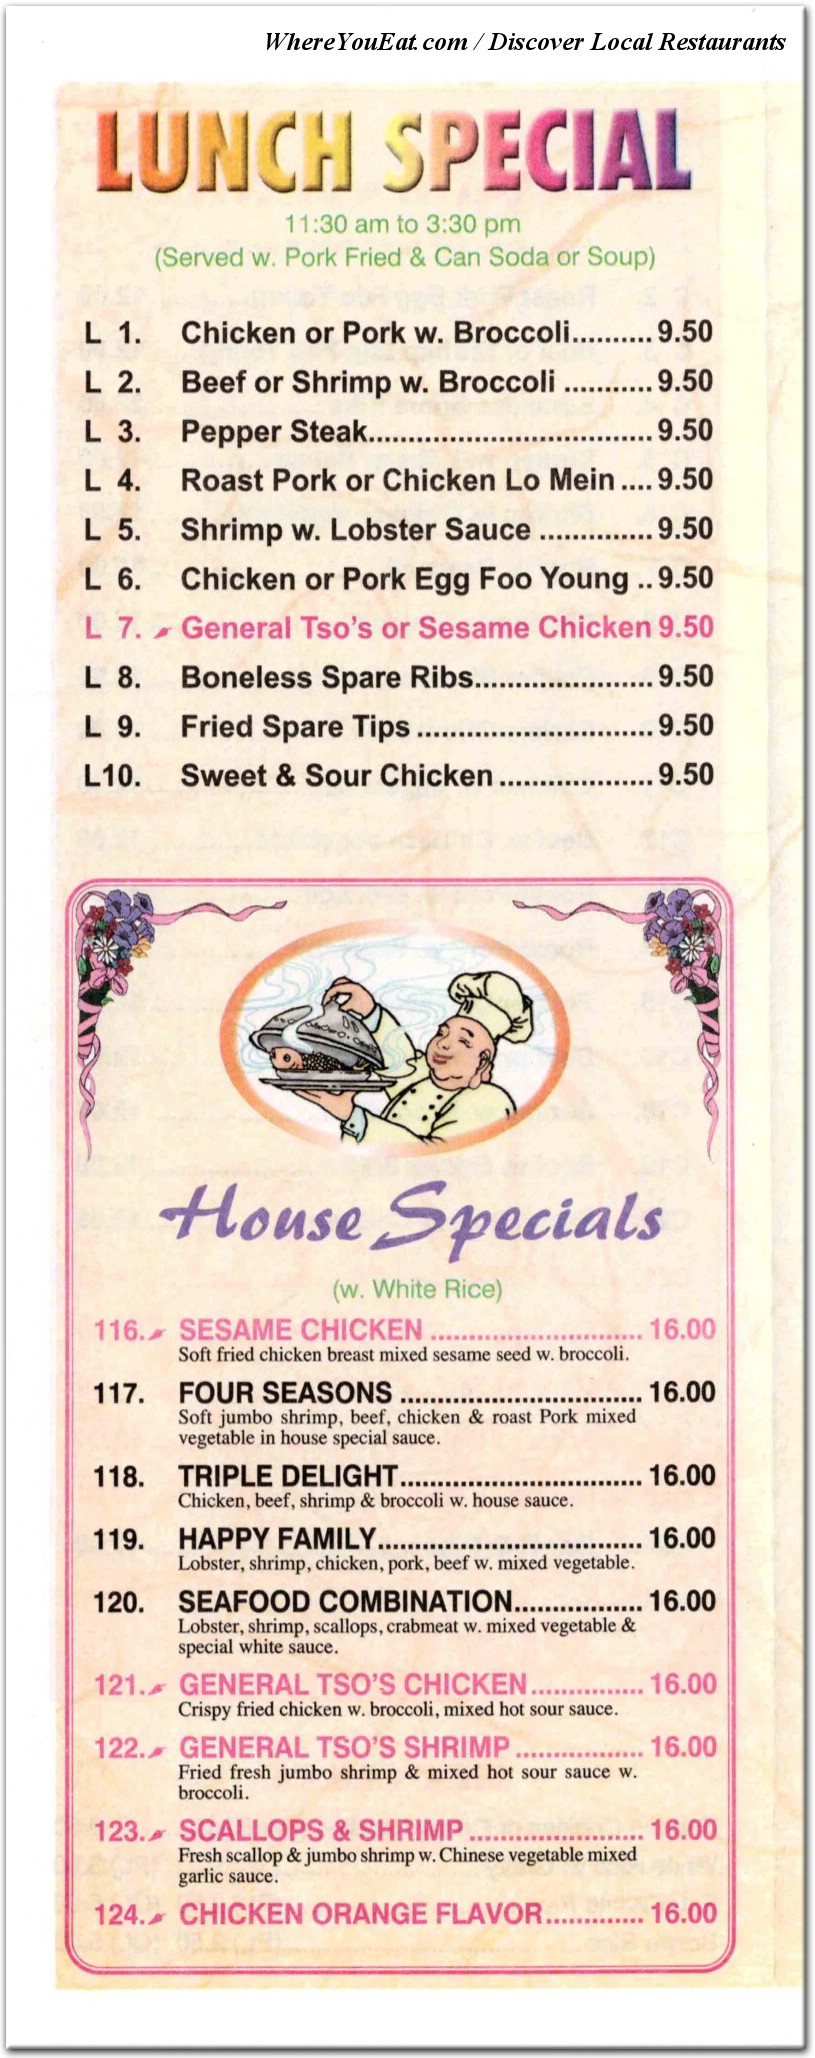 WhereYouEat.com / Discover Local Restaurants
LUNCH SPECIAL
11:30 am to 3:30 pm
(Served w. Pork Fried & Can Soda or Soup)
L 1. Chicken or Pork w. Broccoli.......... 9.50
L 2. Beef or Shrimp w. Broccoli ........... 9.50
L 3. Pepper Steak.................................... 9.50
L 4. Roast Pork or Chicken Lo Mein .... 9.50
L 5. Shrimp w. Lobster Sauce .............. 9.50
L 6. Chicken or Pork Egg Foo Young .. 9.50
L 7. General Tso's or Sesame Chicken 9.50
L 8. Boneless Spare Ribs...................... 9.50
L 9. Fried Spare Tips ............................. 9.50
L10. Sweet & Sour Chicken ................... 9.50
House Specials
(w. White Rice)
116. SESAME CHICKEN ............................ 16.00
Soft fried chicken breast mixed sesame seed w. broccoli.
117. FOUR SEASONS ................................ 16.00
Soft jumbo shrimp, beef, chicken & roast Pork mixed
vegetable in house special sauce.
118. TRIPLE DELIGHT................................ 16.00
Chicken, beef, shrimp & broccoli w. house sauce.
119. HAPPY FAMILY................................... 16.00
Lobster, shrimp, chicken, pork, beef w. mixed vegetable.
120. SEAFOOD COMBINATION................. 16.00
Lobster, shrimp, scallops, crabmeat w. mixed vegetable &
special white sauce.
121. GENERAL TSO'S CHICKEN............... 16.00
Crispy fried chicken w. broccoli, mixed hot sour sauce.
122. GENERAL TSO'S SHRIMP ................. 16.00
Fried fresh jumbo shrimp & mixed hot sour sauce w.
broccoli.
123. SCALLOPS & SHRIMP ....................... 16.00
Fresh scallop & jumbo shrimp w. Chinese vegetable mixed
garlic sauce.
124. CHICKEN ORANGE FLAVOR............. 16.00